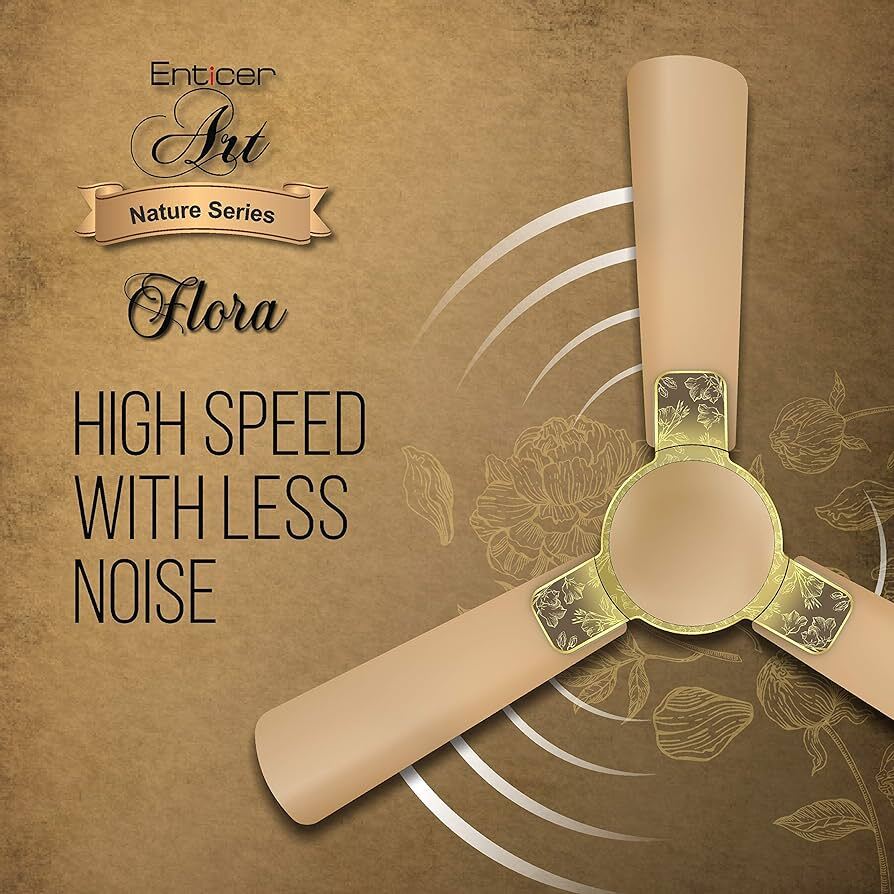 Enticer
Art
Nature Series
Flora
HIGH SPEED
WITH LESS
NOISE